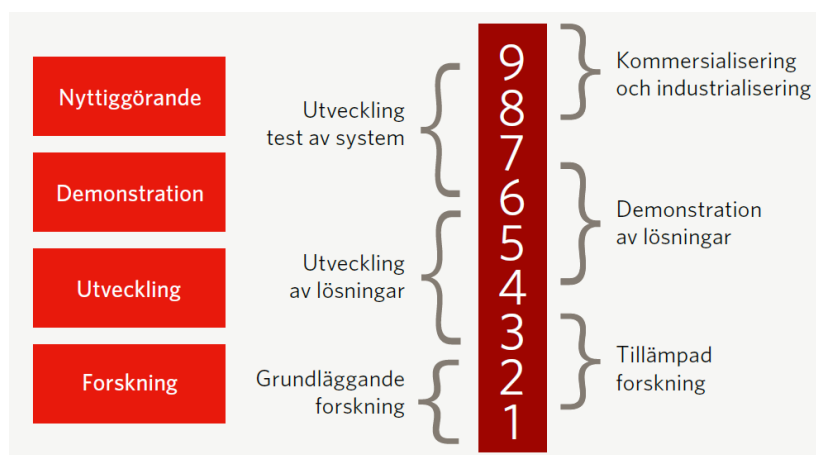 Nyttiggörande
Demonstration
Utveckling
Forskning
Utveckling
test av system
Utveckling
av lösningar
Grundläggande
forskning
9
8
7
6
5
4
3
2
1
Kommersialisering
och industrialisering
Demonstration
av lösningar
Tillämpad
forskning